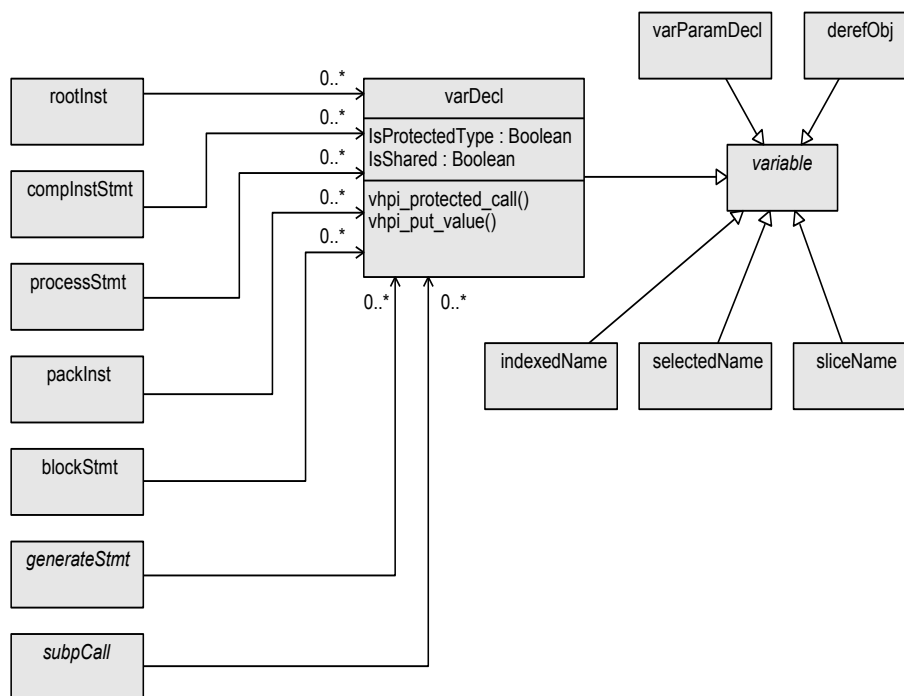 varParamDecl
derefObj
0..*
rootInst
varDecl
0..*
IsProtectedType : Boolean
IsShared : Boolean
variable
0..*
compInstStmt
vhpi_protected_call()
vhpi_put_value()
0..*
0..*
processStmt
0..*
0..*
indexedName
selectedName
sliceName
packInst
blockStmt
generateStmt
subpCall